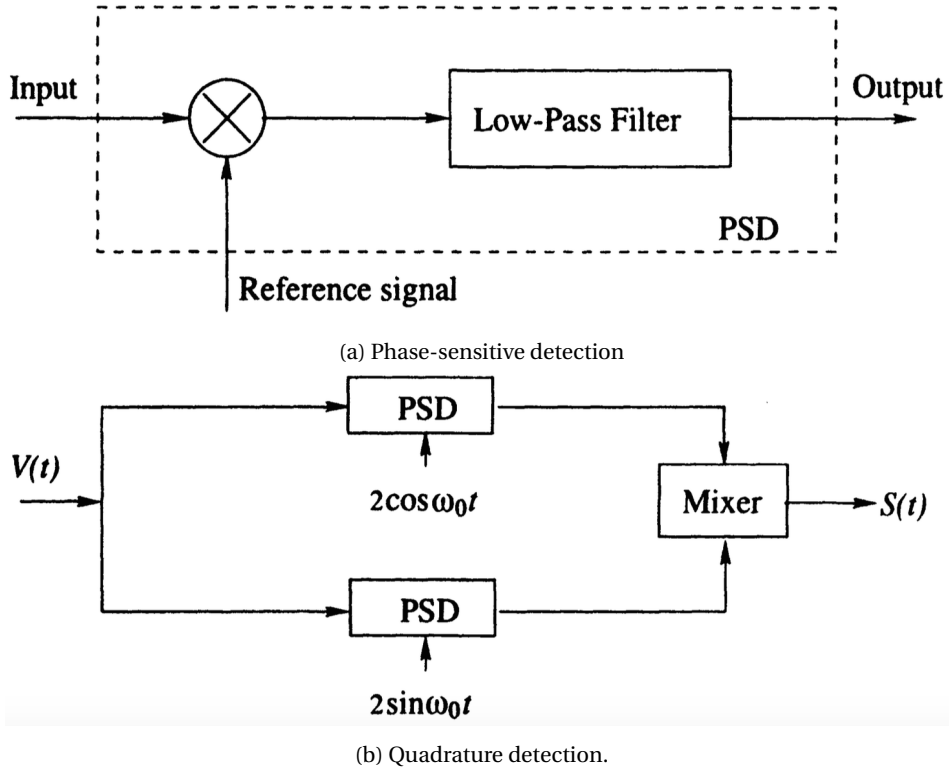 Input
Output
Low-Pass Filter
PSD
Reference signal
(a) Phase-sensitive detection
PSD
V(t)
2cosω₀t
Mixer
S(t)
PSD
2sinω₀t
(b) Quadrature detection.